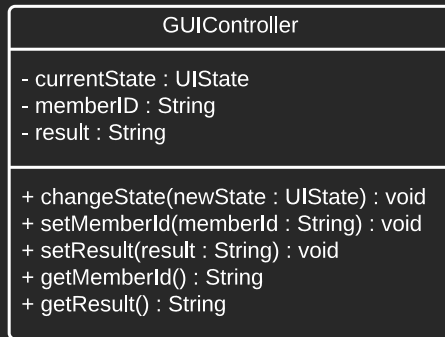 GUIController
- currentState : UIState
- memberID : String
- result : String
+ changeState(newState : UIState) : void
+ setMemberId(memberId : String) : void
+ setResult(result : String) : void
+ getMemberId() : String
+ getResult() : String